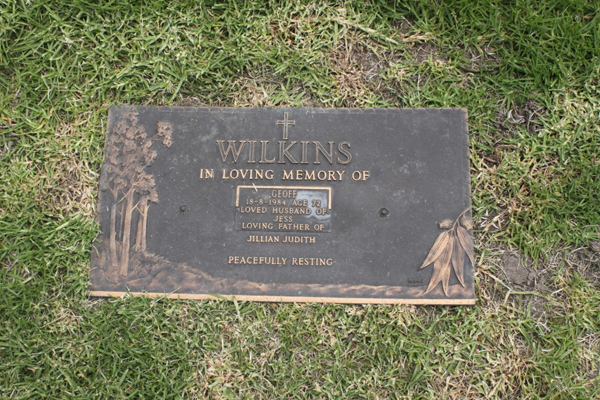 WILKINS
IN LOVING MEMORY OF
GEOFF
18-8-1984 AGE 72
LOVED HUSBAND OF
JESS
LOVING FATHER OF
JILLIAN JUDITH
PEACEFULLY RESTING